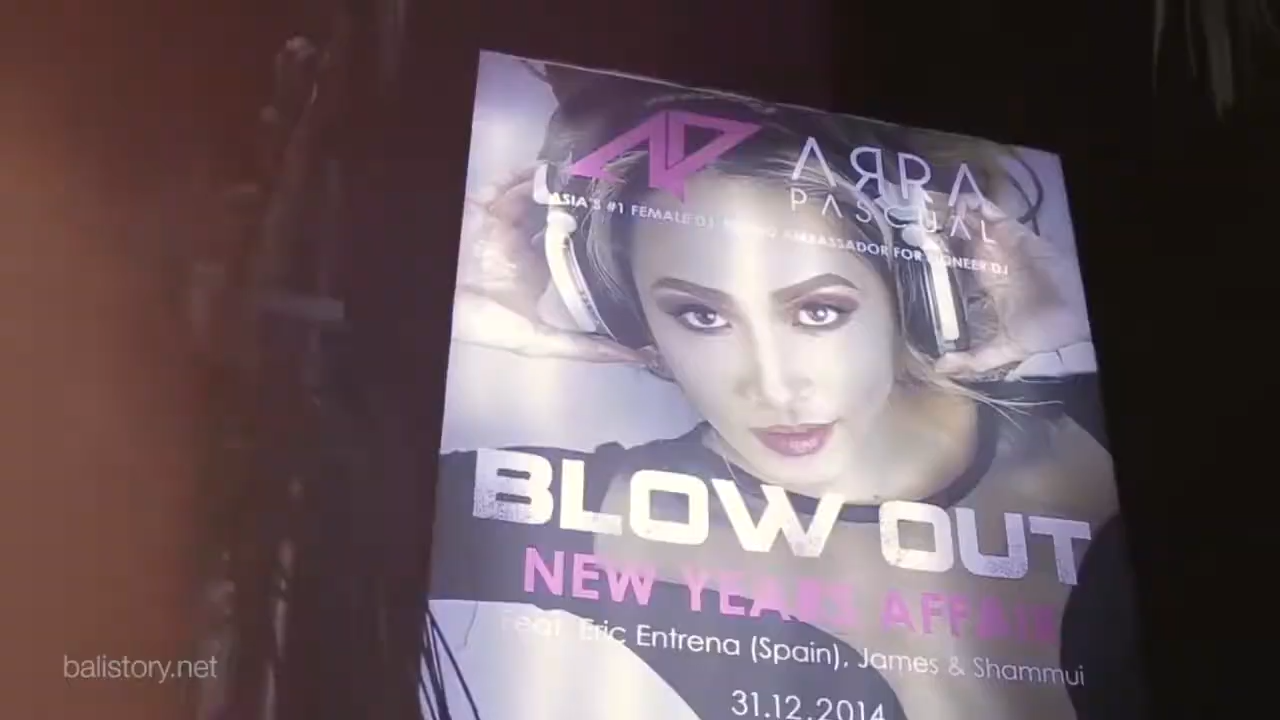 AP ARRA
PASCUAL
ASIA'S #1 FEMALE DJ AMBASSADOR FOR PIONEER DJ
BLOW OUT
NEW YEARS AFFAIR
Feat. Eric Entrena (Spain), James & Shammui
31.12.2014
balistory.net